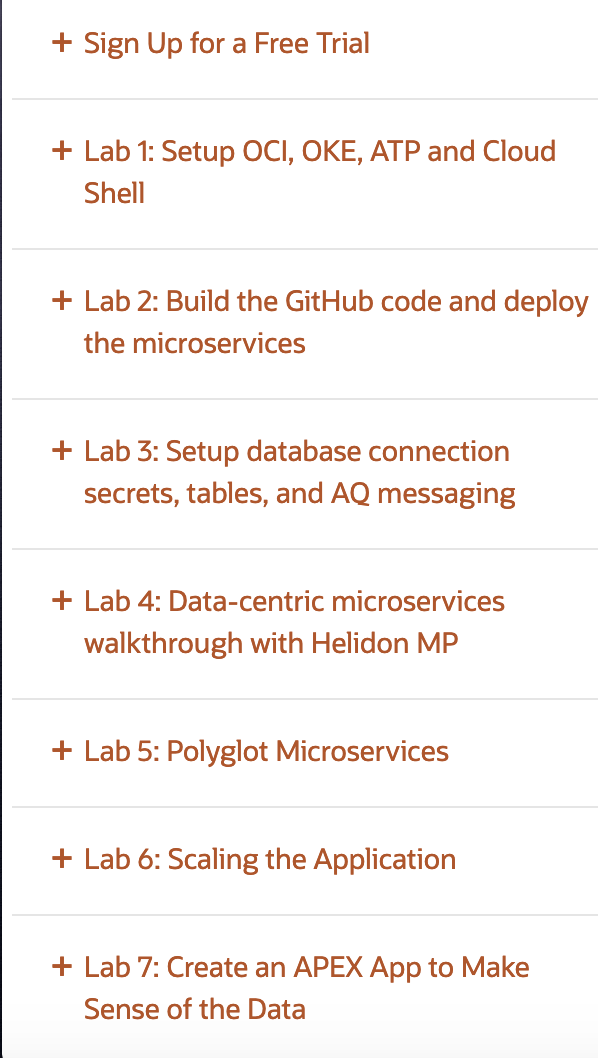 + Sign Up for a Free Trial
+ Lab 1: Setup OCI, OKE, ATP and Cloud
Shell
+ Lab 2: Build the GitHub code and deploy
the microservices
+ Lab 3: Setup database connection
secrets, tables, and AQ messaging
+ Lab 4: Data-centric microservices
walkthrough with Helidon MP
+ Lab 5: Polyglot Microservices
+ Lab 6: Scaling the Application
+ Lab 7: Create an APEX App to Make
Sense of the Data